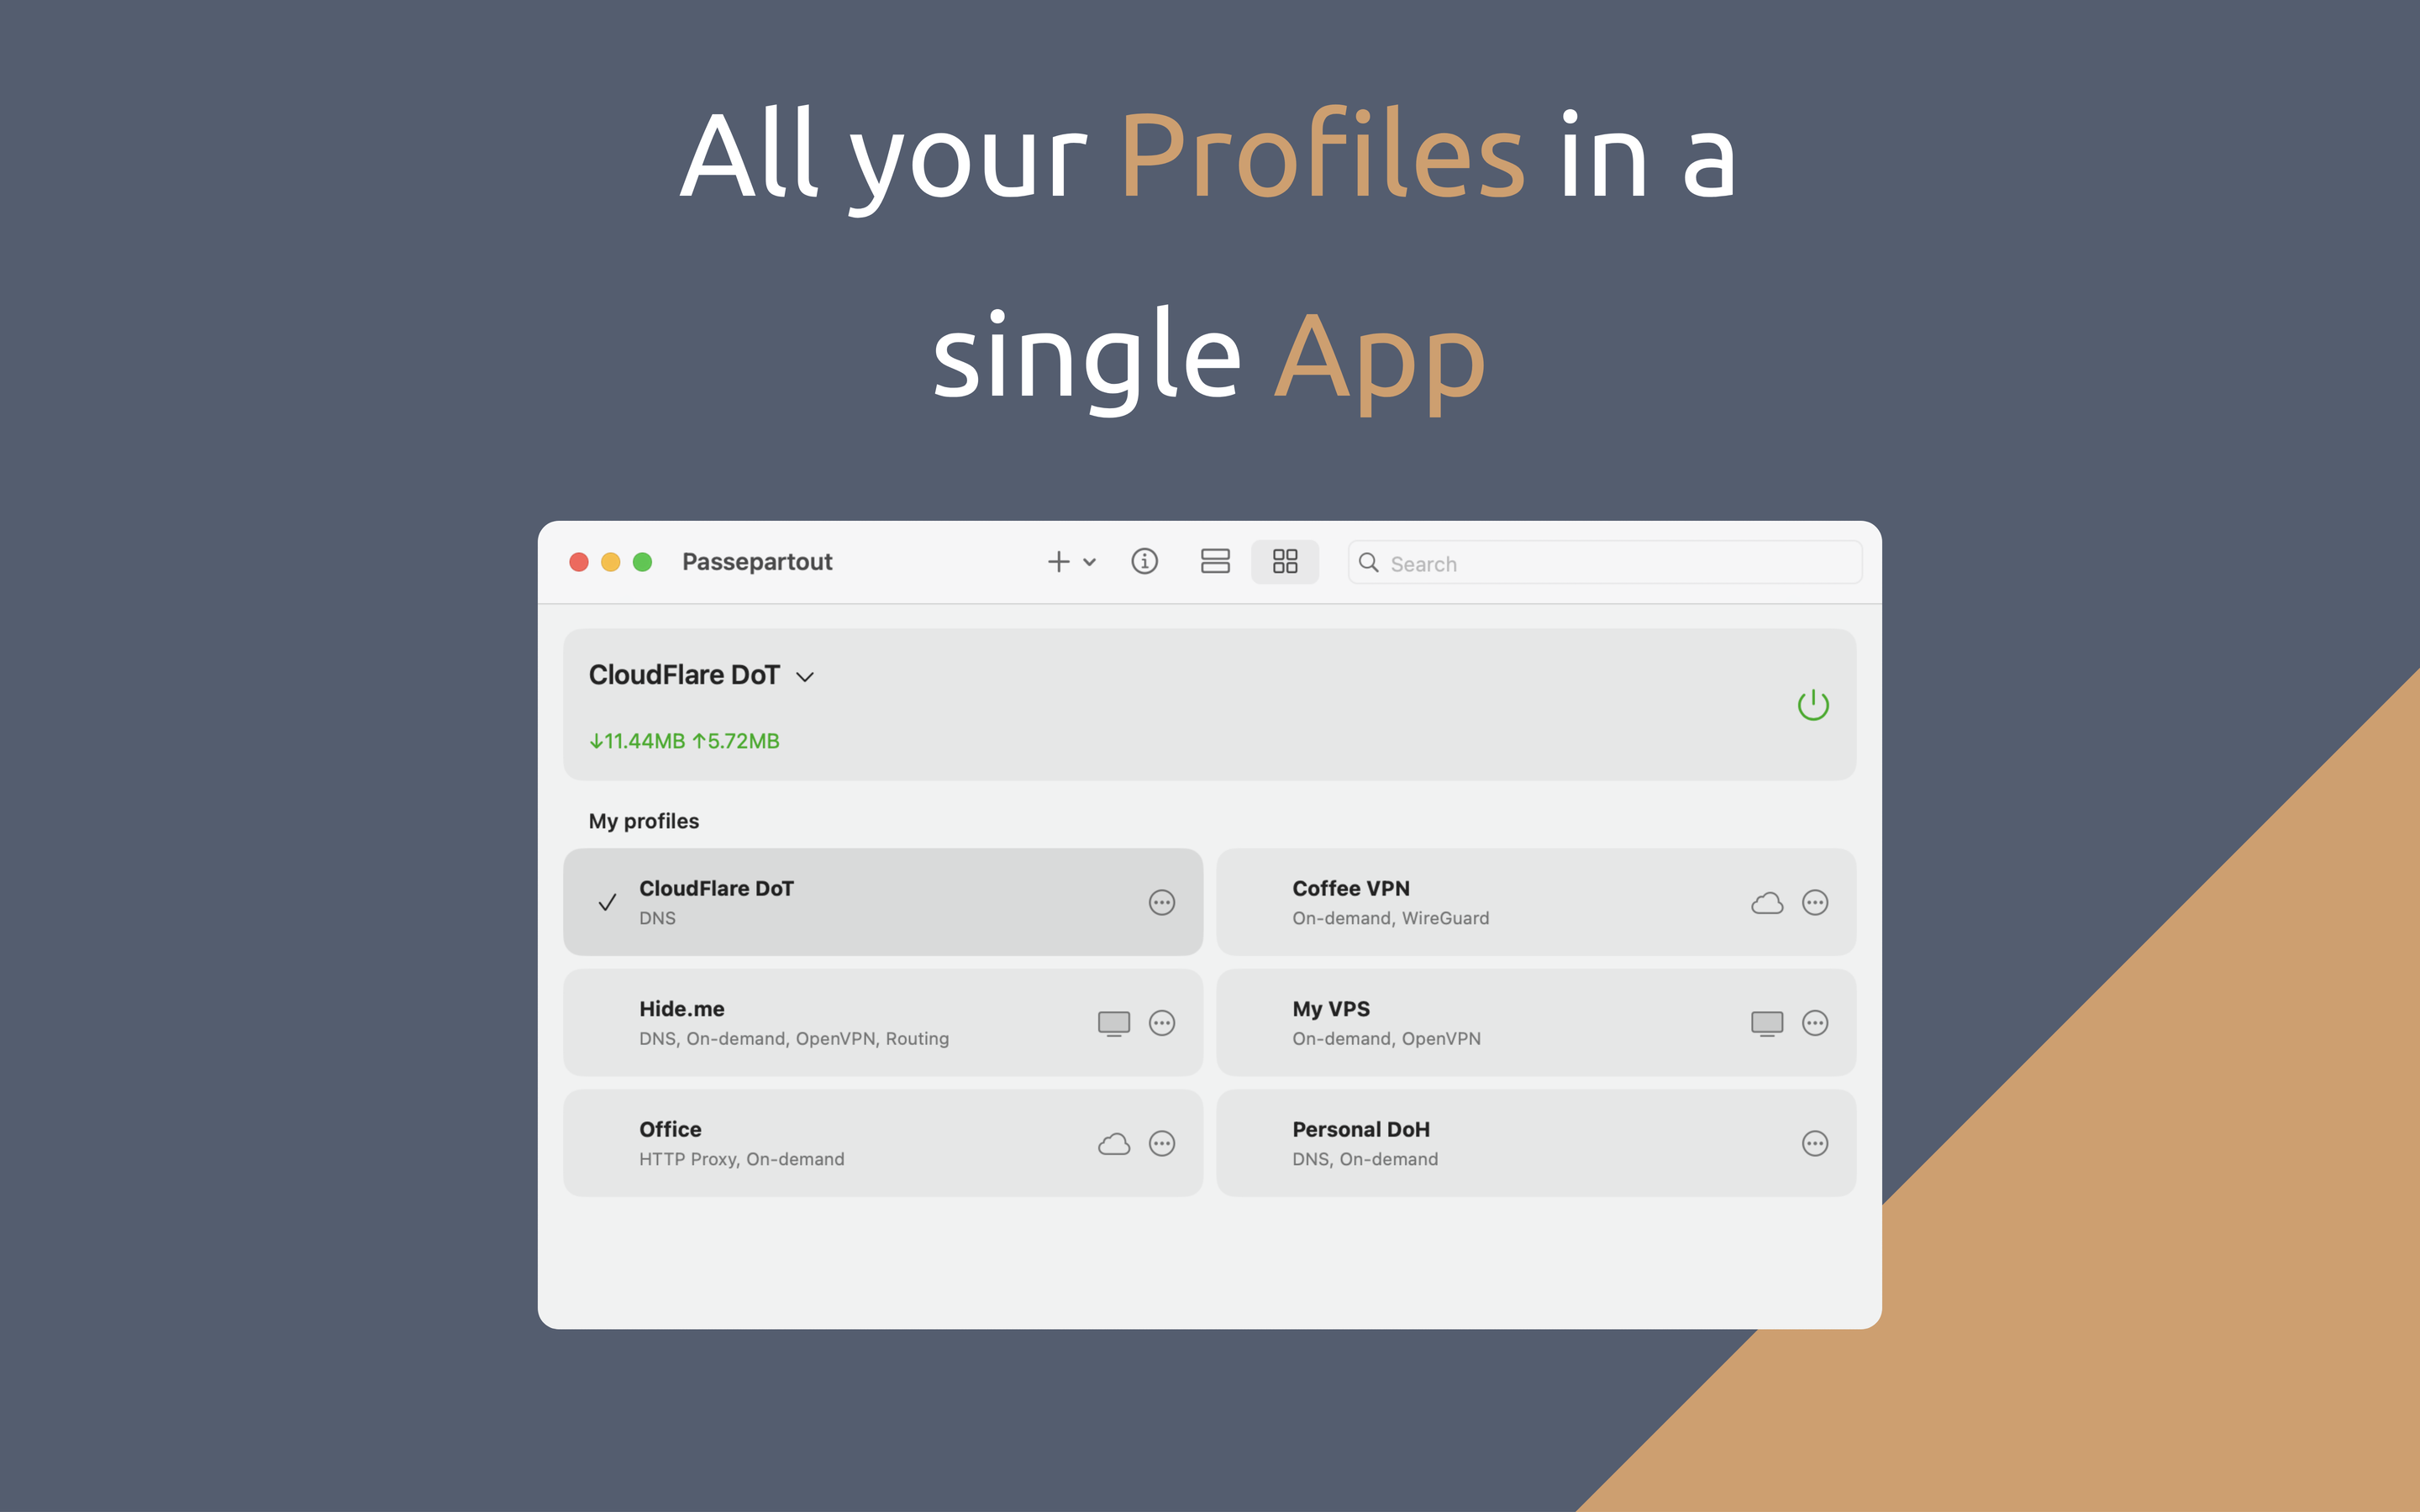 All your Profiles in a
single App
Passepartout
Search
CloudFlare DoT
↓11.44MB ↑5.72MB
My profiles
CloudFlare DoT
DNS
Coffee VPN
On-demand, WireGuard
Hide.me
DNS, On-demand, OpenVPN, Routing
My VPS
On-demand, OpenVPN
Office
HTTP Proxy, On-demand
Personal DoH
DNS, On-demand